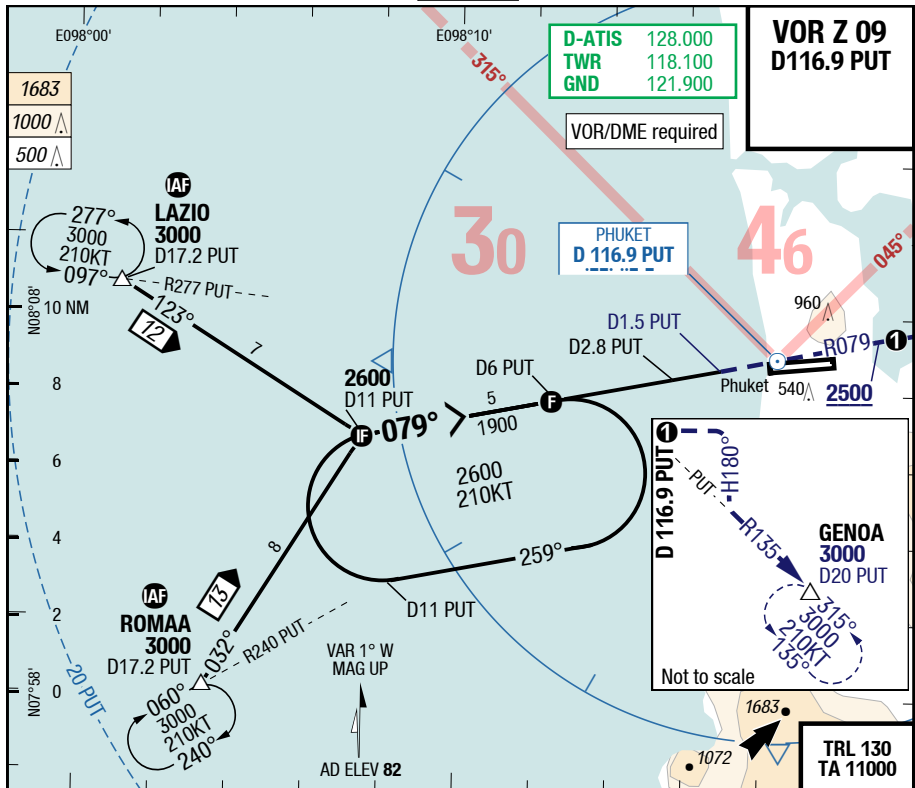 E098°00'
E098°10'
D-ATIS 128.000
TWR 118.100
GND 121.900
VOR Z 09
D116.9 PUT
VOR/DME required
1683
1000
500
315°
045°
30
46
PHUKET
D 116.9 PUT
IAF
LAZIO
3000
D17.2 PUT
277°
3000
210KT
097°
R277 PUT
N08°08'
10 NM
8
6
4
2
0
N07°58'
123°
12
7
2600
D11 PUT
IF
079°
5
1900
D6 PUT
F
D2.8 PUT
D1.5 PUT
960
R079
1
Phuket
540
2500
2600
210KT
259°
D11 PUT
8
13
032°
IAF
ROMAA
3000
D17.2 PUT
R240 PUT
060°
3000
210KT
240°
20 PUT
VAR 1° W
MAG UP
AD ELEV 82
1
D 116.9 PUT
PUT
H180°
R135°
GENOA
3000
D20 PUT
315°
3000
210KT
135°
Not to scale
1683
1072
TRL 130
TA 11000